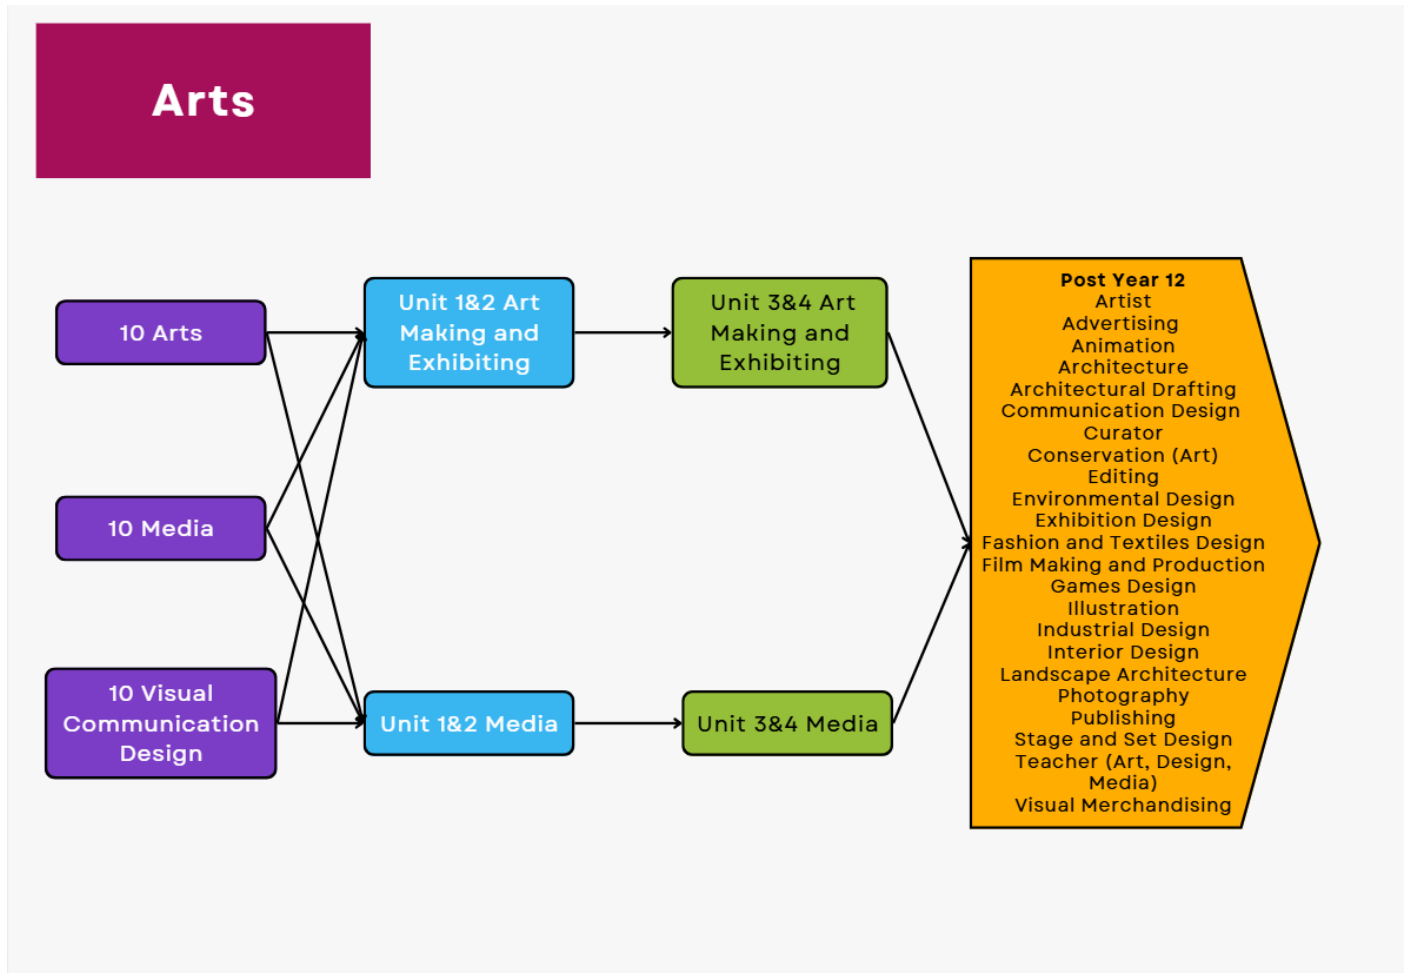 Arts
10 Arts
10 Media
10 Visual
Communication
Design
Unit 1&2 Art
Making and
Exhibiting
Unit 1&2 Media
Unit 3&4 Art
Making and
Exhibiting
Unit 3&4 Media
Post Year 12
Artist
Advertising
Animation
Architecture
Architectural Drafting
Communication Design
Curator
Conservation (Art)
Editing
Environmental Design
Exhibition Design
Fashion and Textiles Design
Film Making and Production
Games Design
Illustration
Industrial Design
Interior Design
Landscape Architecture
Photography
Publishing
Stage and Set Design
Teacher (Art, Design,
Media)
Visual Merchandising